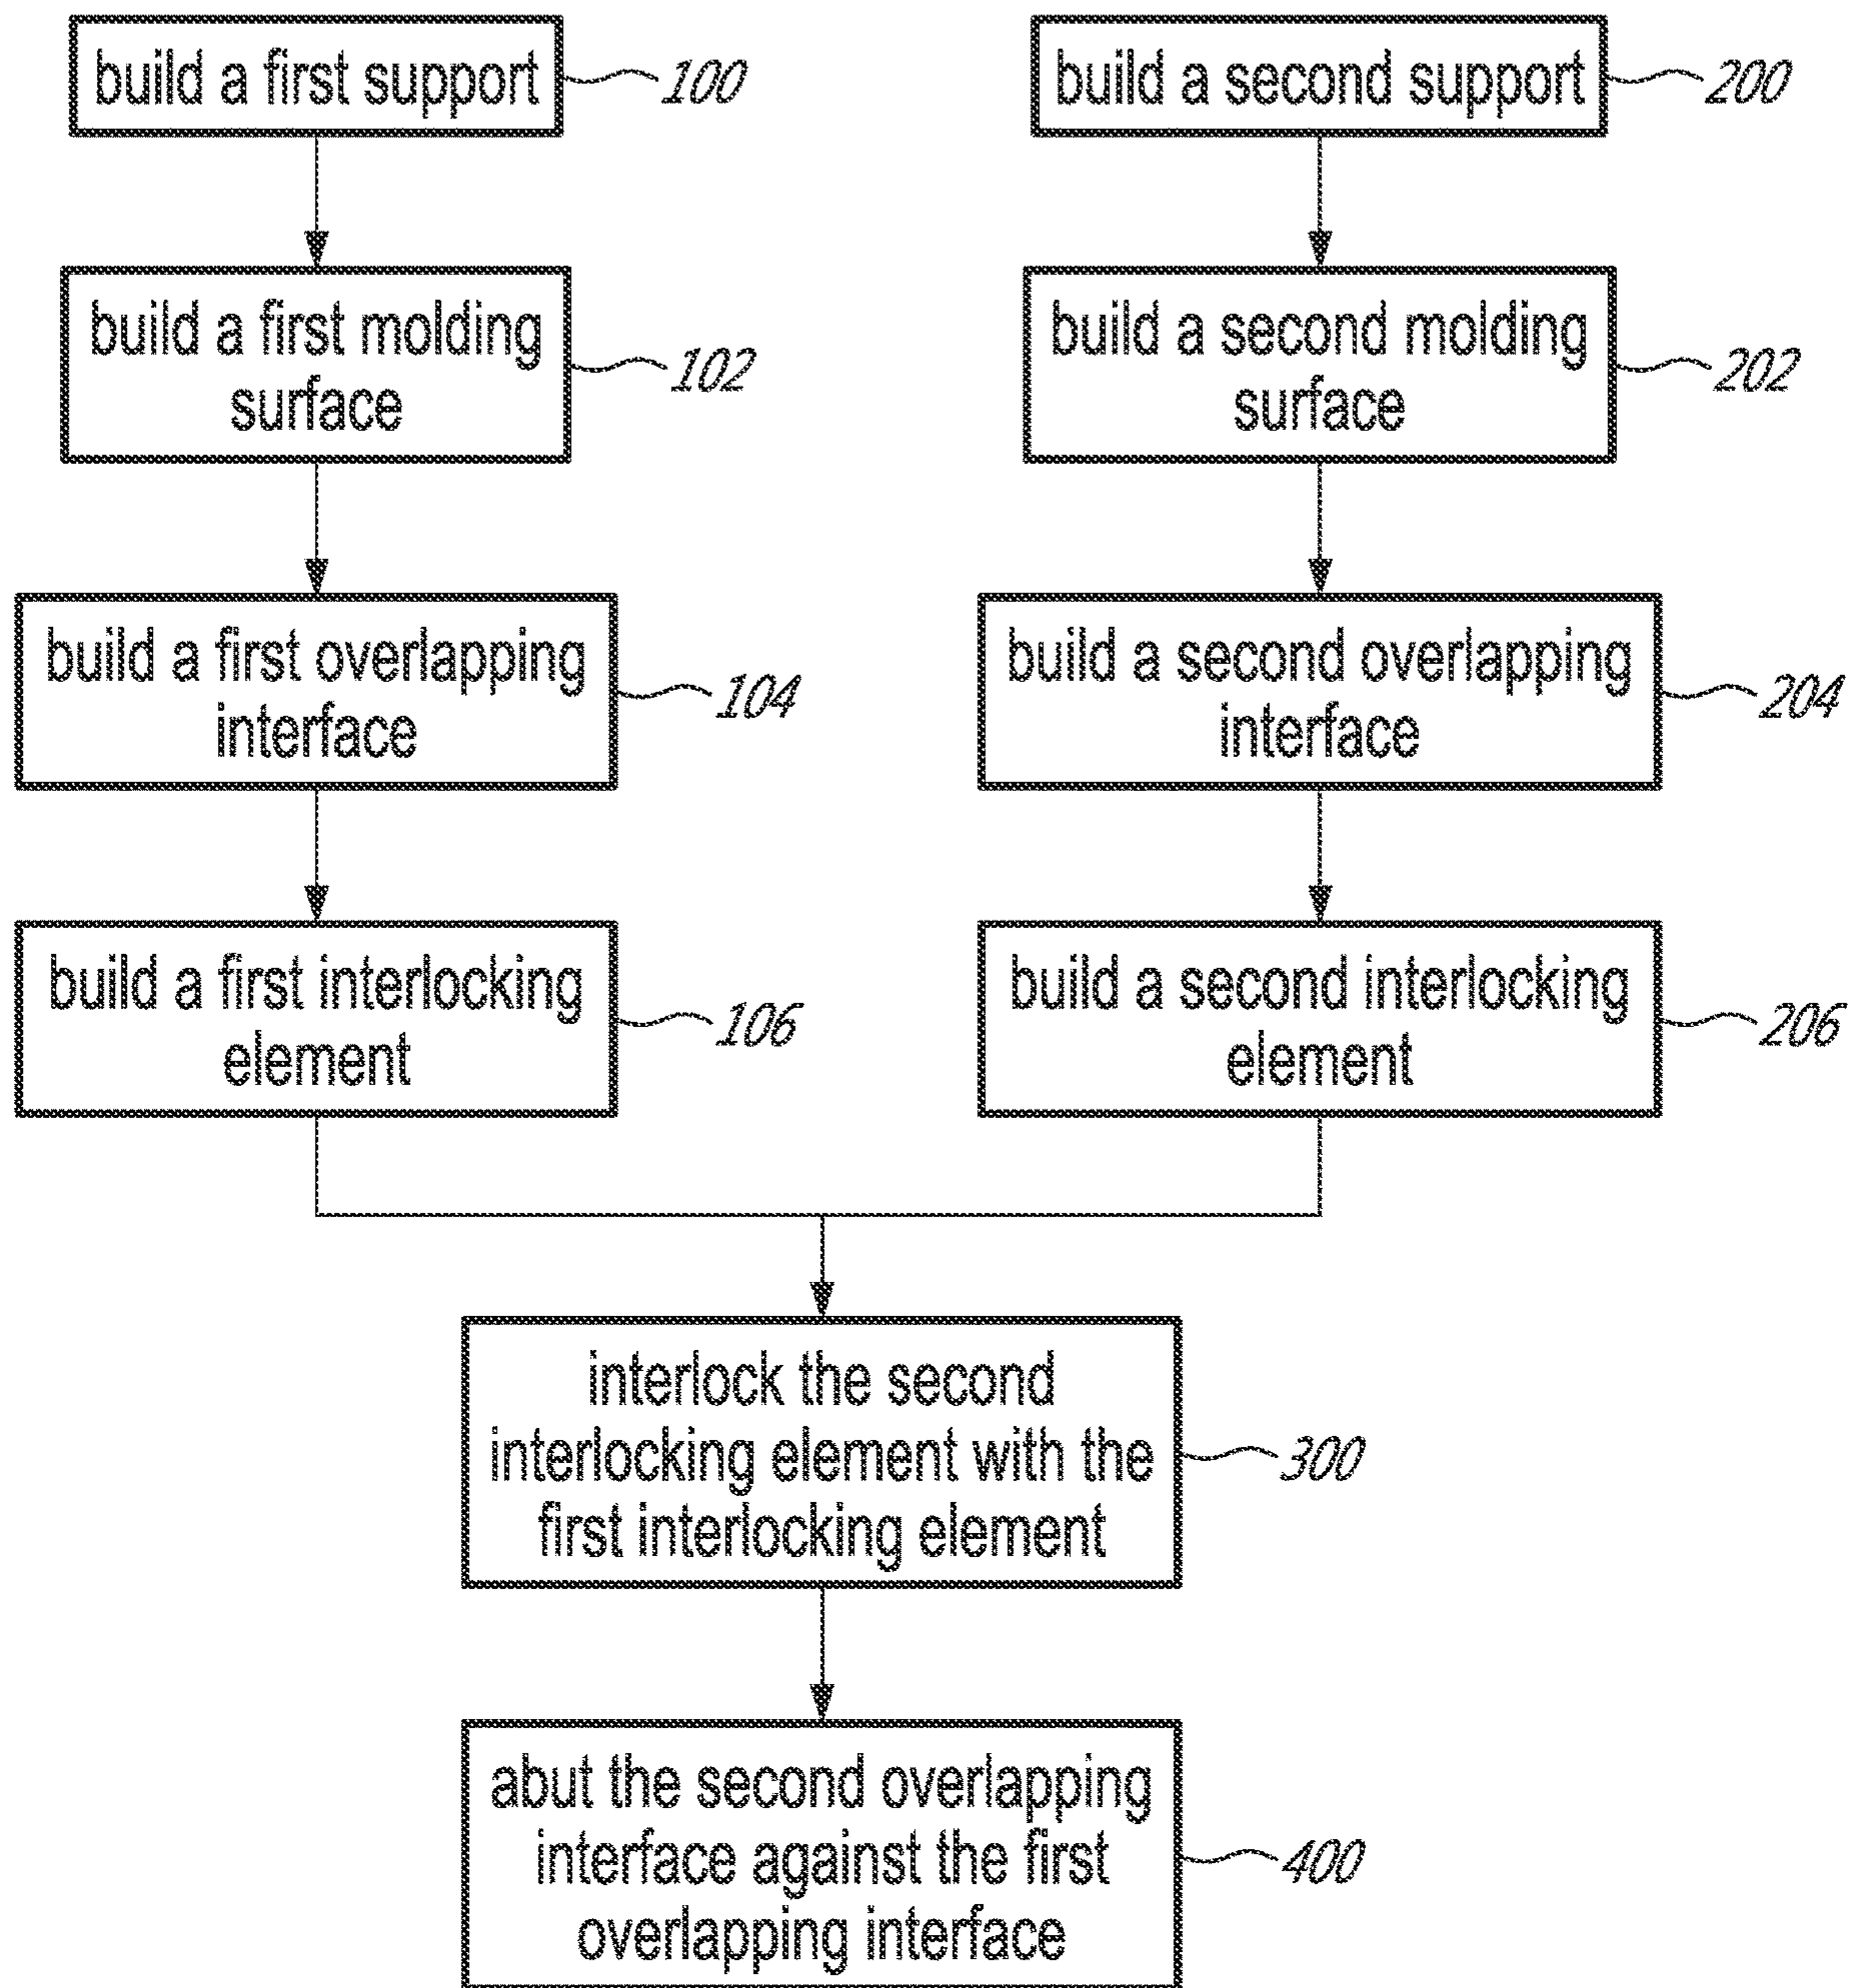 build a first support
100
build a first molding
surface
102
build a first overlapping
interface
104
build a first interlocking
element
106
build a second support
200
build a second molding
surface
202
build a second overlapping
interface
204
build a second interlocking
element
206
interlock the second
interlocking element with the
first interlocking element
300
abut the second overlapping
interface against the first
overlapping interface
400